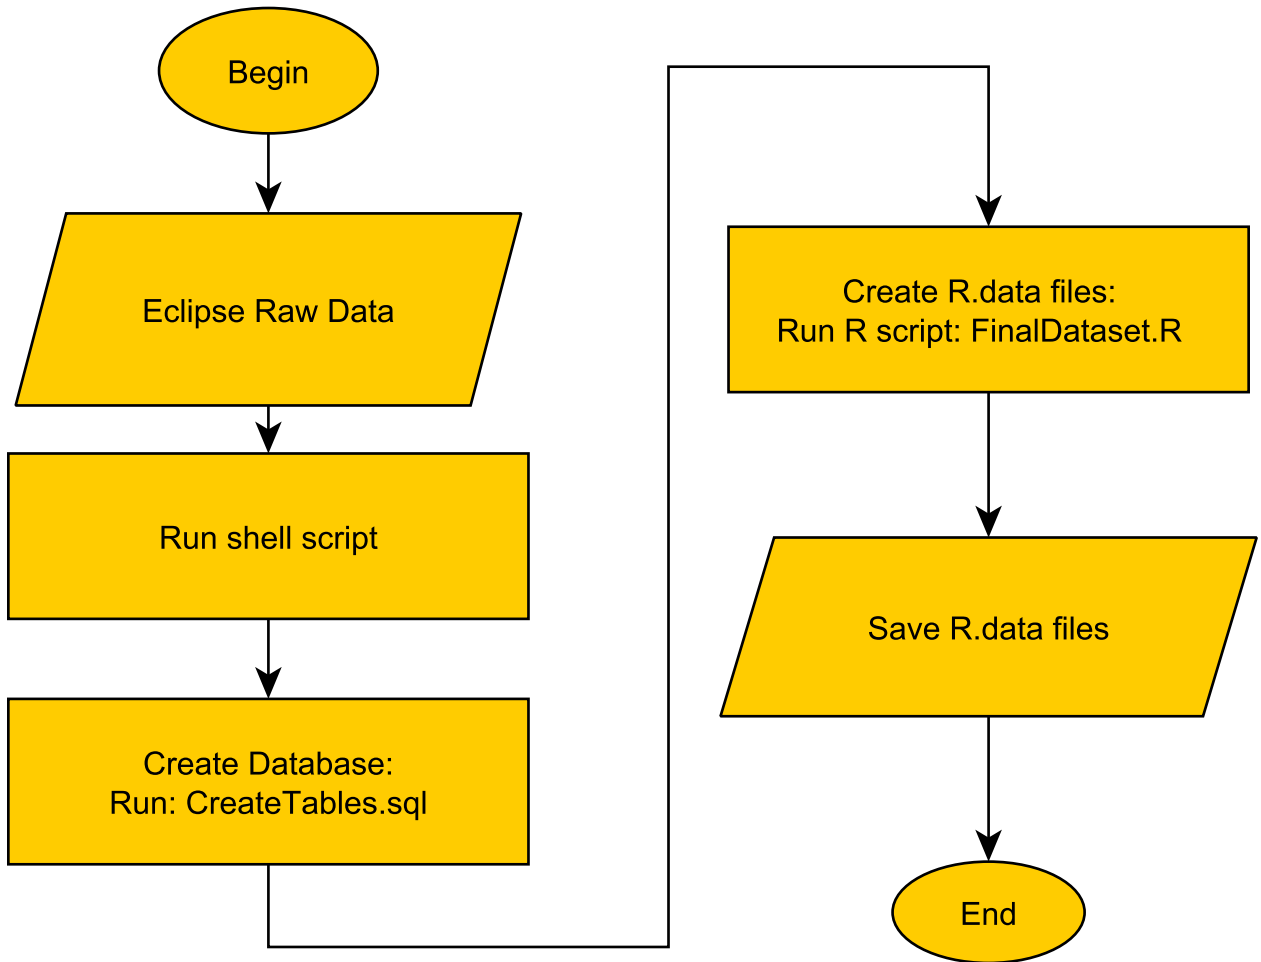 Begin
Eclipse Raw Data
Run shell script
Create Database:
Run: CreateTables.sql
Create R.data files:
Run R script: FinalDataset.R
Save R.data files
End